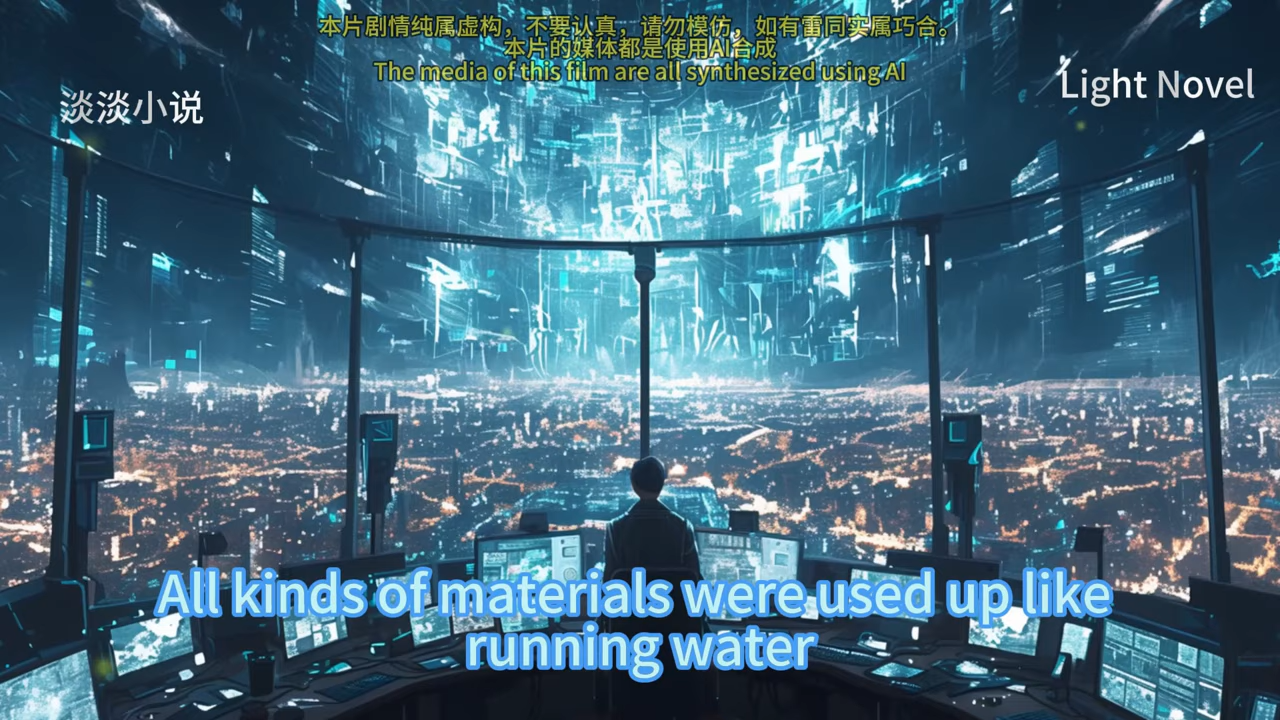 本片剧情纯属虚构，不要认真，请勿模仿，如有雷同实属巧合。
本片的媒体都是使用AI合成
The media of this film are all synthesized using AI
淡淡小说
Light Novel
All kinds of materials were used up like
running water